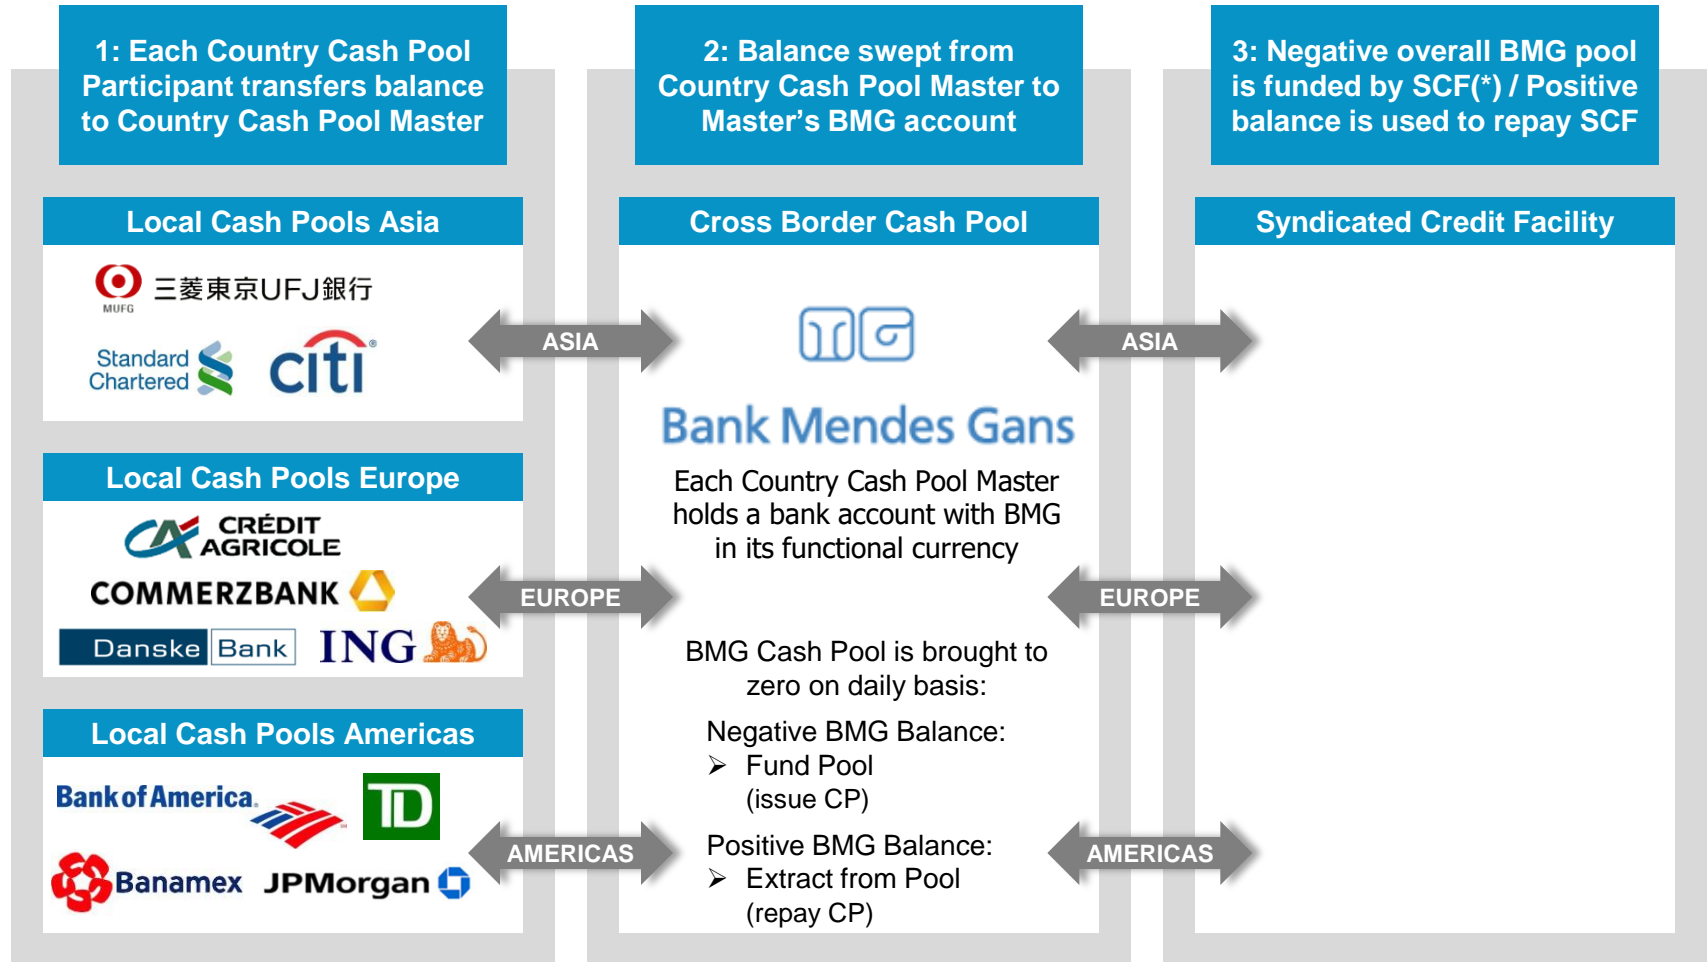 1: Each Country Cash Pool
Participant transfers balance
to Country Cash Pool Master
Local Cash Pools Asia
MUFG
三菱東京UFJ銀行
Standard
Chartered
citi
Local Cash Pools Europe
CRÉDIT
AGRICOLE
COMMERZBANK
Danske Bank
ING
Local Cash Pools Americas
Bank of America
TD
Banamex
JPMorgan
ASIA
EUROPE
AMERICAS
2: Balance swept from
Country Cash Pool Master to
Master’s BMG account
Cross Border Cash Pool
Bank Mendes Gans
Each Country Cash Pool Master
holds a bank account with BMG
in its functional currency
BMG Cash Pool is brought to
zero on daily basis:
Negative BMG Balance:
➢ Fund Pool
(issue CP)
Positive BMG Balance:
➢ Extract from Pool
(repay CP)
ASIA
EUROPE
AMERICAS
3: Negative overall BMG pool
is funded by SCF(*) / Positive
balance is used to repay SCF
Syndicated Credit Facility